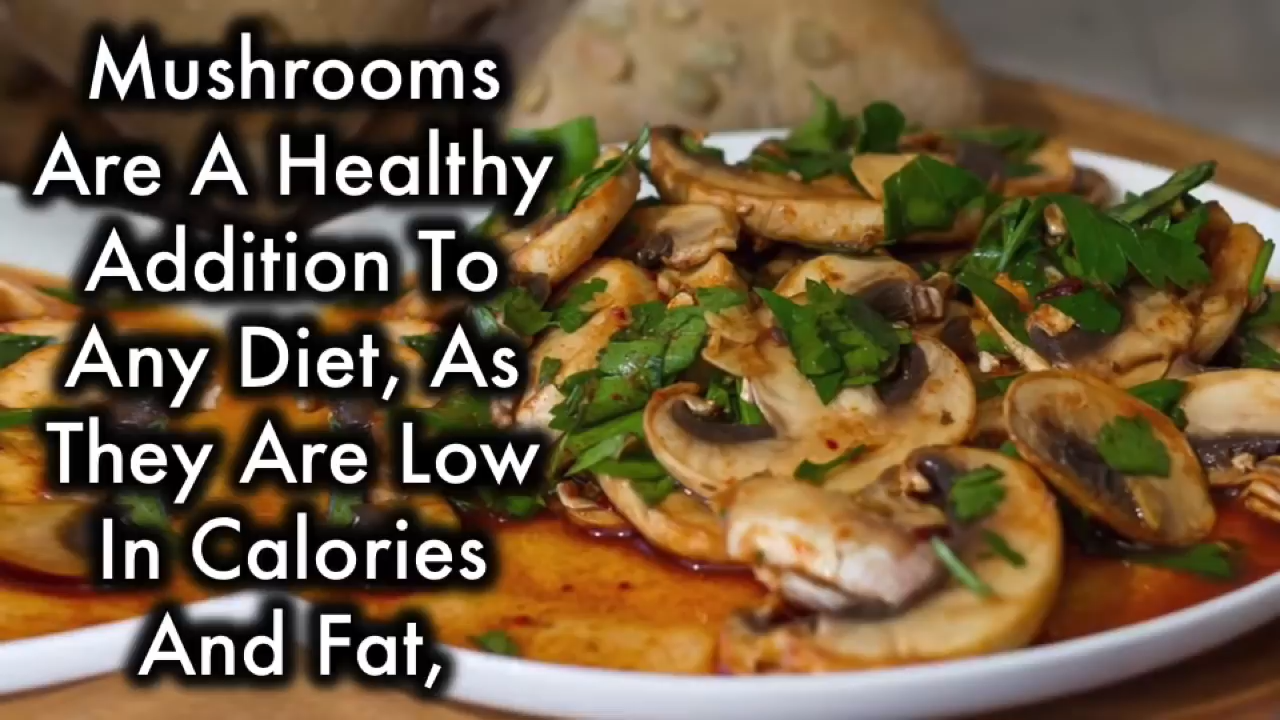 Mushrooms
Are A Healthy
Addition To
Any Diet, As
They Are Low
In Calories
And Fat,